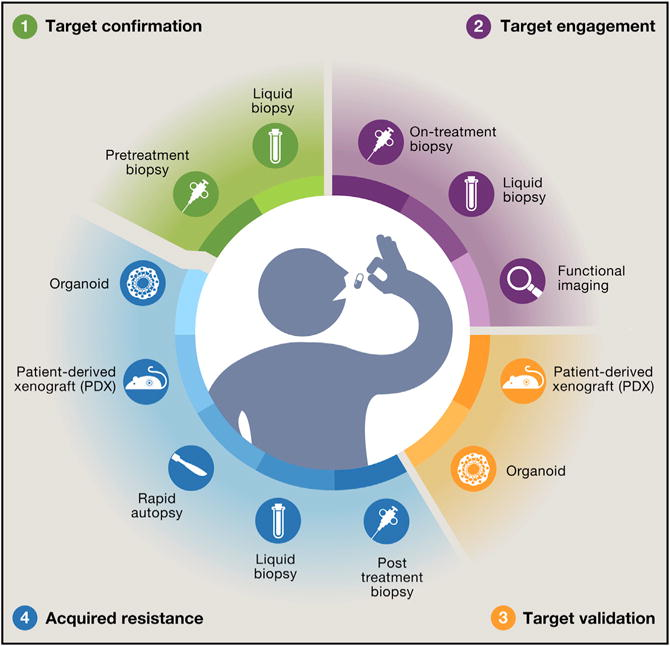 1 Target confirmation
Liquid
biopsy
Pretreatment
biopsy
2 Target engagement
On-treatment
biopsy
Liquid
biopsy
Functional
imaging
Patient-derived
xenograft (PDX)
Organoid
3 Target validation
Organoid
Patient-derived
xenograft (PDX)
Rapid
autopsy
Liquid
biopsy
Post
treatment
biopsy
4 Acquired resistance